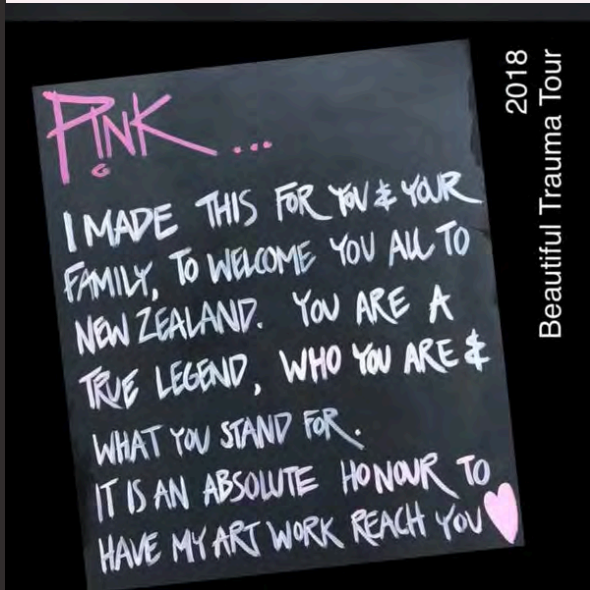 P!NK...
I MADE THIS FOR YOU & YOUR
FAMILY, TO WELCOME YOU ALL TO
NEW ZEALAND. YOU ARE A
TRUE LEGEND, WHO YOU ARE &
WHAT YOU STAND FOR.
IT IS AN ABSOLUTE HONOUR TO
HAVE MY ART WORK REACH YOU
2018
Beautiful Trauma Tour